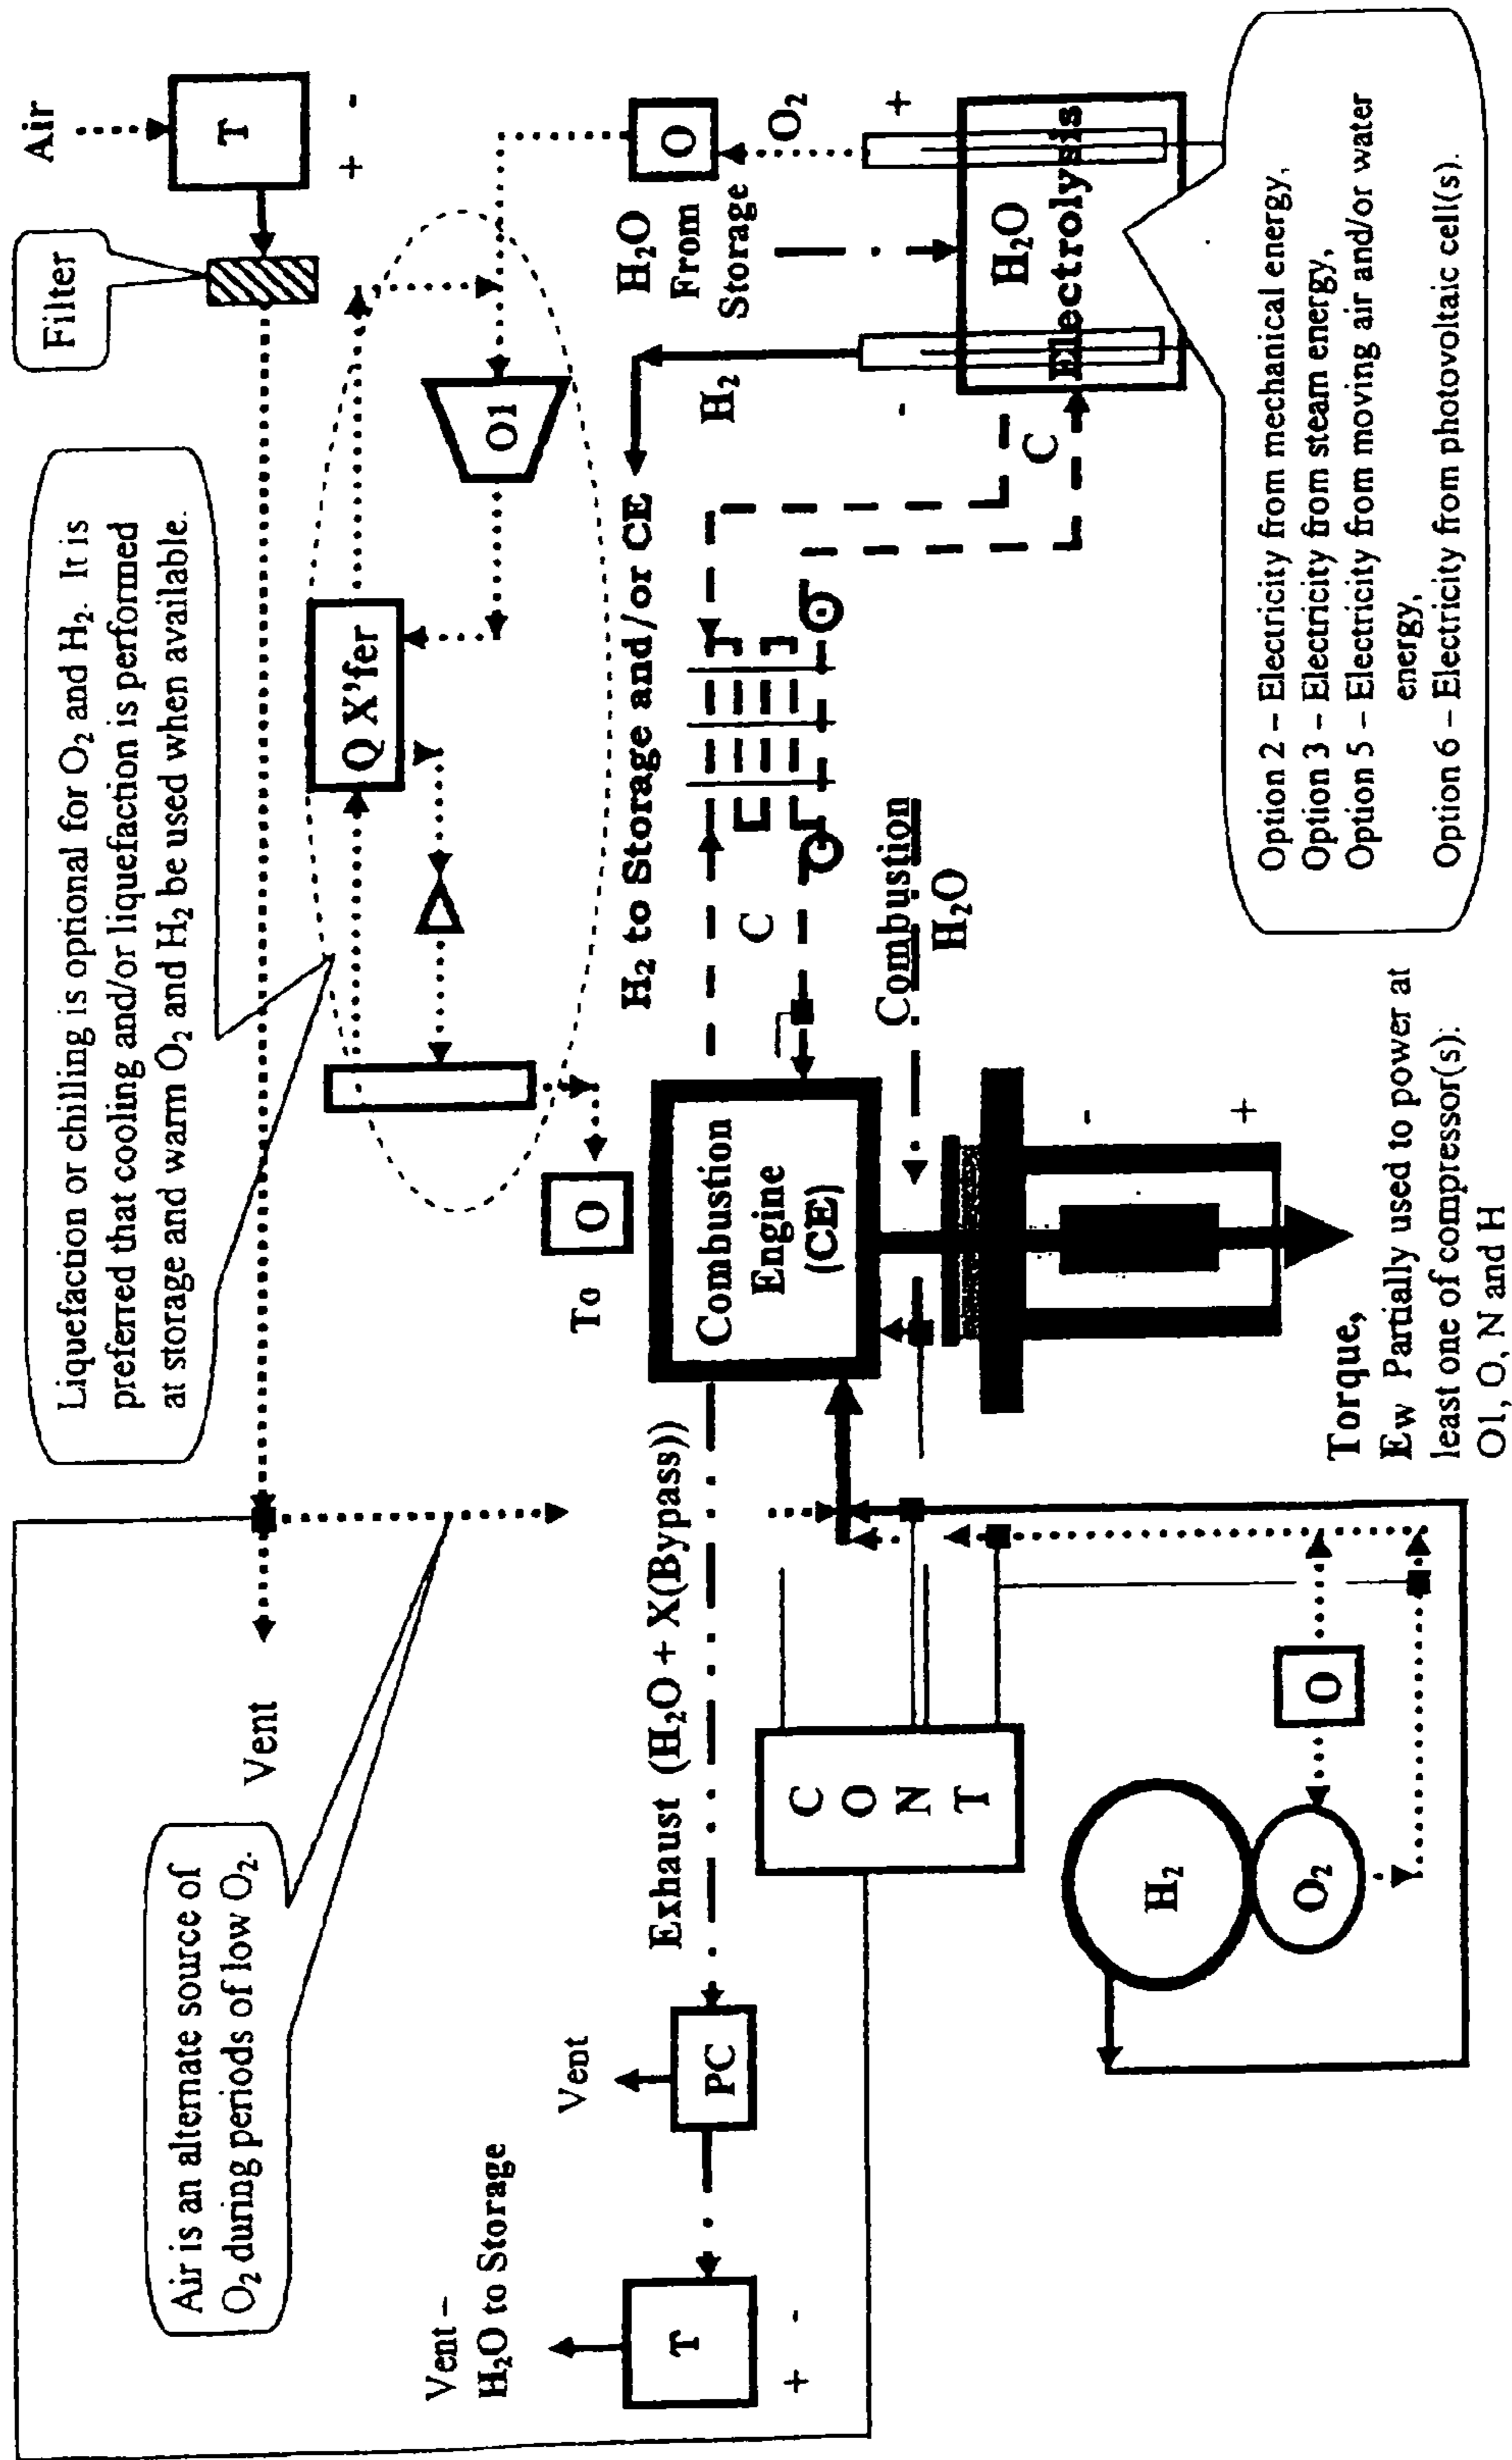 Air is an alternate source of
O₂ during periods of low O₂.
Liquefaction or chilling is optional for O₂ and H₂. It is
preferred that cooling and/or liquefaction is performed
at storage and warm O₂ and H₂ be used when available.
Filter
Air
T
+ -
Vent
Q X'fer
O1
To
O
Vent –
H₂O to Storage
T
+ -
Vent
PC
Exhaust (H₂O + X(Bypass))
Combustion
Engine
(CE)
H₂ to Storage and/or CE
C
C
H₂
H₂O
From
Storage
O
O₂
- +
H₂O
Electrolysis
Combustion
H₂O
C
O
N
T
H₂
O₂
O
-
+
Torque,
Ew Partially used to power at
least one of compressor(s):
O1, O, N and H
Option 2 – Electricity from mechanical energy,
Option 3 – Electricity from steam energy,
Option 5 – Electricity from moving air and/or water
energy,
Option 6 – Electricity from photovoltaic cell(s).